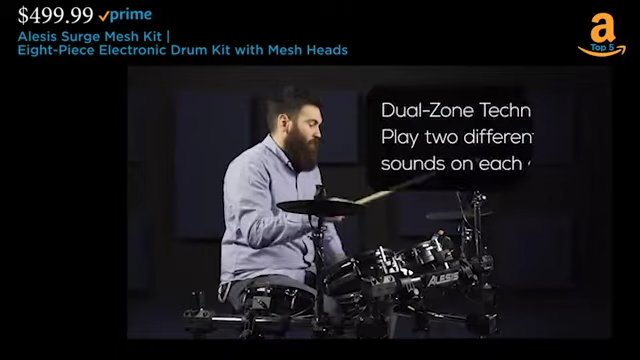 $499.99 prime
Alesis Surge Mesh Kit |
Eight-Piece Electronic Drum Kit with Mesh Heads
a
Top 5
Dual-Zone Techn
Play two different
sounds on each
ALESIS